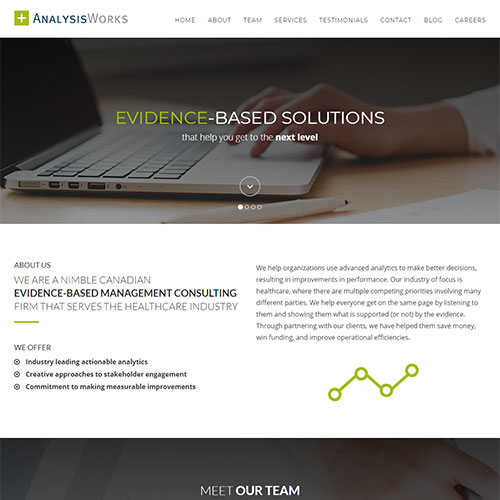 ANALYSISWORKS
HOME ABOUT TEAM SERVICES TESTIMONIALS CONTACT BLOG CAREERS
EVIDENCE-BASED SOLUTIONS
that help you get to the next level
ABOUT US
WE ARE A NIMBLE CANADIAN
EVIDENCE-BASED MANAGEMENT CONSULTING
FIRM THAT SERVES THE HEALTHCARE INDUSTRY
WE OFFER
Industry leading actionable analytics
Creative approaches to stakeholder engagement
Commitment to making measurable improvements
We help organizations use advanced analytics to make better decisions,
resulting in improvements in performance. Our industry of focus is
healthcare, where there are multiple competing priorities involving many
different parties. We help everyone get on the same page by listening to
them and showing them what is supported (or not) by the evidence.
Through partnering with our clients, we have helped them save money,
win funding, and improve operational efficiencies.
MEET OUR TEAM